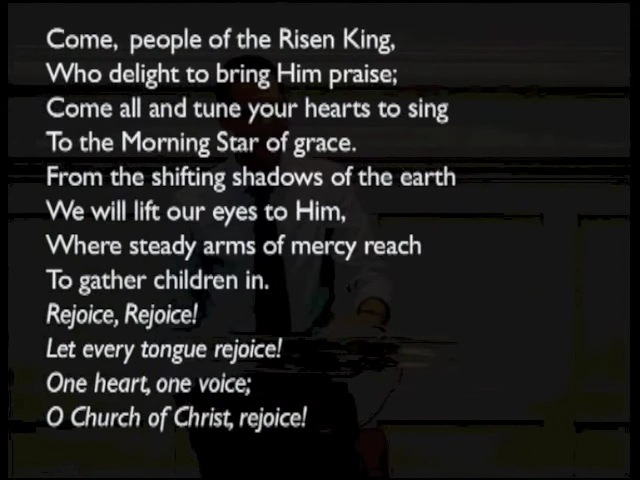 Come, people of the Risen King,
Who delight to bring Him praise;
Come all and tune your hearts to sing
To the Morning Star of grace.
From the shifting shadows of the earth
We will lift our eyes to Him,
Where steady arms of mercy reach
To gather children in.
Rejoice, Rejoice!
Let every tongue rejoice!
One heart, one voice;
O Church of Christ, rejoice!